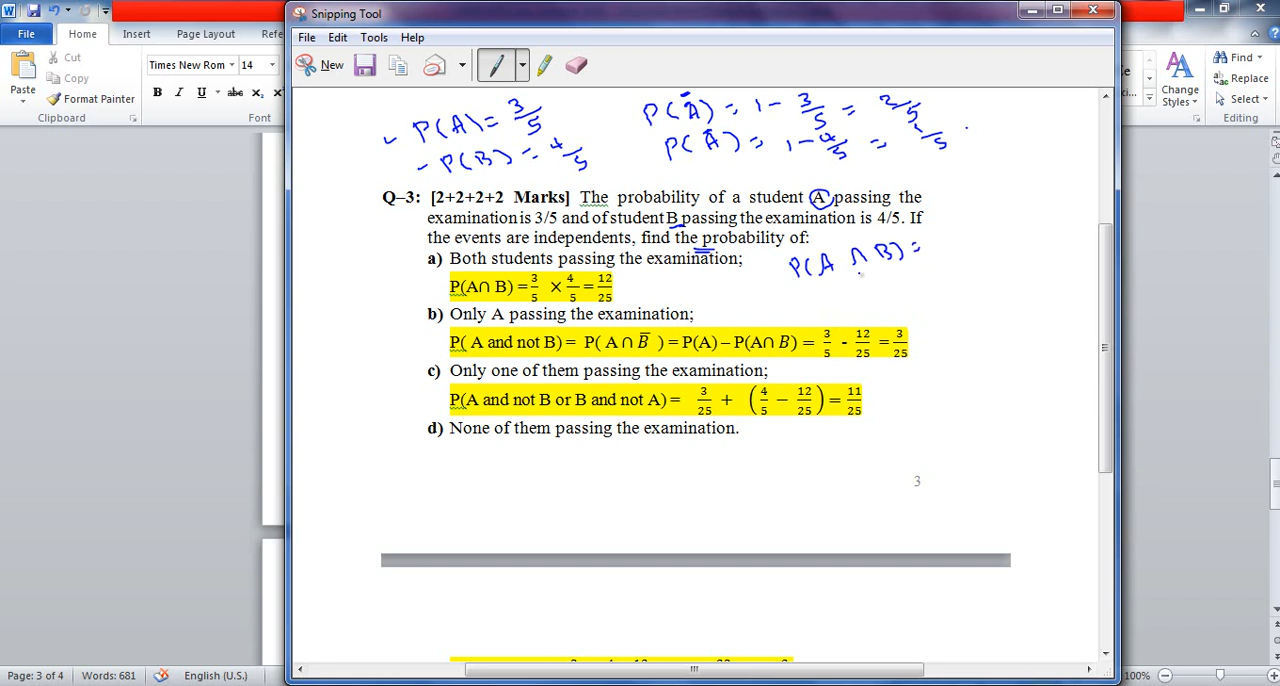 Snipping Tool
File Home Insert Page Layout Refe
File Edit Tools Help
Cut
Copy
Format Painter
Paste
Clipboard
Times New Rom 14
B I U abc x₂
New
Find
Replace
Select
Change
Styles
Editing
P(A) = 3/5 P(Ā) = 1 - 3/5 = 2/5
- P(B) = 4/5 P(Ā) = 1 - 4/5 =
Q–3: [2+2+2+2 Marks] The probability of a student A passing the
examination is 3/5 and of student B passing the examination is 4/5. If
the events are independents, find the probability of:
a) Both students passing the examination;
P(A ∩ B) =
P(A∩ B) = 3/5 × 4/5 = 12/25
b) Only A passing the examination;
P( A and not B) = P( A ∩ B̅ ) = P(A) – P(A∩ B) = 3/5 - 12/25 = 3/25
c) Only one of them passing the examination;
P(A and not B or B and not A) = 3/25 + (4/5 − 12/25) = 11/25
d) None of them passing the examination.
3
Page: 3 of 4 Words: 681 English (U.S.) 100%